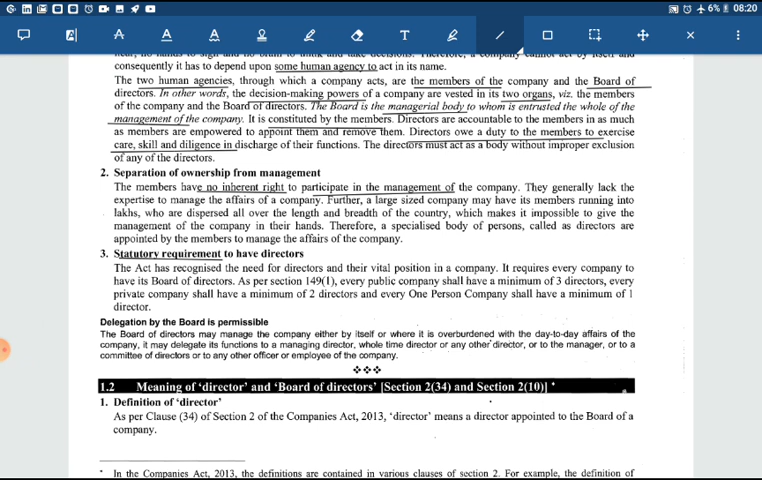 6% 08:20
consequently it has to depend upon some human agency to act in its name.
The two human agencies, through which a company acts, are the members of the company and the Board of
directors. In other words, the decision-making powers of a company are vested in its two organs, viz. the members
of the company and the Board of directors. The Board is the managerial body to whom is entrusted the whole of the
management of the company. It is constituted by the members. Directors are accountable to the members in as much
as members are empowered to appoint them and remove them. Directors owe a duty to the members to exercise
care, skill and diligence in discharge of their functions. The directors must act as a body without improper exclusion
of any of the directors.
2. Separation of ownership from management
The members have no inherent right to participate in the management of the company. They generally lack the
expertise to manage the affairs of a company. Further, a large sized company may have its members running into
lakhs, who are dispersed all over the length and breadth of the country, which makes it impossible to give the
management of the company in their hands. Therefore, a specialised body of persons, called as directors are
appointed by the members to manage the affairs of the company.
3. Statutory requirement to have directors
The Act has recognised the need for directors and their vital position in a company. It requires every company to
have its Board of directors. As per section 149(1), every public company shall have a minimum of 3 directors, every
private company shall have a minimum of 2 directors and every One Person Company shall have a minimum of 1
director.
Delegation by the Board is permissible
The Board of directors may manage the company either by itself or where it is overburdened with the day-to-day affairs of the
company, it may delegate its functions to a managing director, whole time director or any other director, or to the manager, or to a
committee of directors or to any other officer or employee of the company.
❖❖❖
1.2 Meaning of 'director' and 'Board of directors' [Section 2(34) and Section 2(10)] *
1. Definition of 'director'
As per Clause (34) of Section 2 of the Companies Act, 2013, 'director' means a director appointed to the Board of a
company.
* In the Companies Act, 2013, the definitions are contained in various clauses of section 2. For example, the definition of